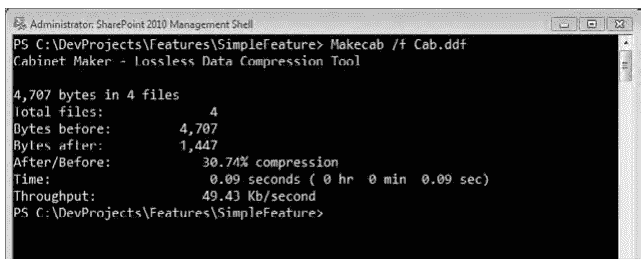 Administrator: SharePoint 2010 Management Shell
PS C:\DevProjects\Features\SimpleFeature> Makecab /f Cab.ddf
Cabinet Maker - Lossless Data Compression Tool
4,707 bytes in 4 files
Total files: 4
Bytes before: 4,707
Bytes after: 1,447
After/Before: 30.74% compression
Time: 0.09 seconds ( 0 hr 0 min 0.09 sec)
Throughput: 49.43 Kb/second
PS C:\DevProjects\Features\SimpleFeature>